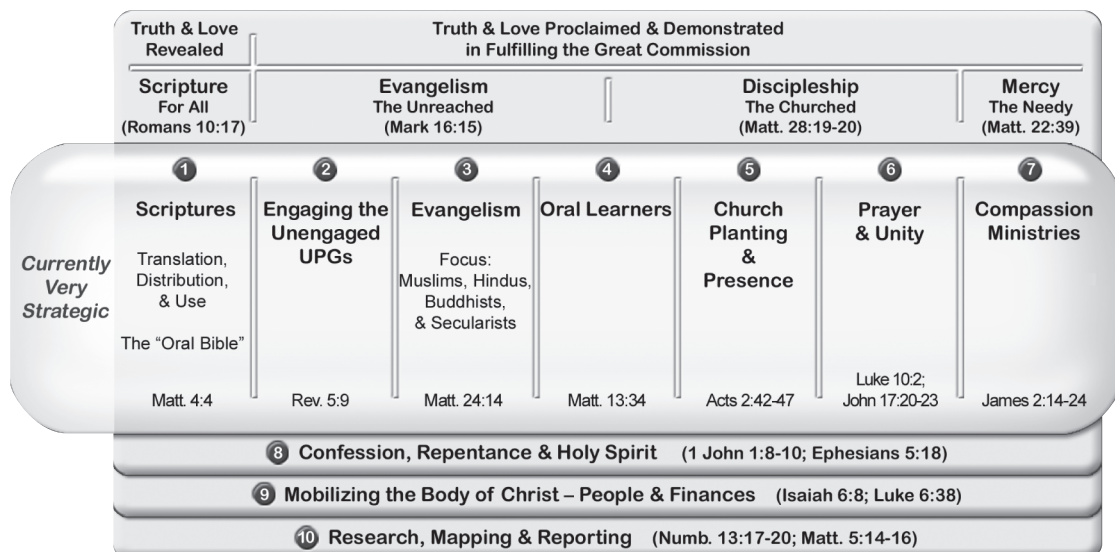 Truth & Love
Revealed
Truth & Love Proclaimed & Demonstrated
in Fulfilling the Great Commission
Scripture
For All
(Romans 10:17)
Evangelism
The Unreached
(Mark 16:15)
Discipleship
The Churched
(Matt. 28:19-20)
Mercy
The Needy
(Matt. 22:39)
Currently
Very
Strategic
1
Scriptures
Translation,
Distribution,
& Use
The “Oral Bible”
Matt. 4:4
2
Engaging the
Unengaged
UPGs
Rev. 5:9
3
Evangelism
Focus:
Muslims, Hindus,
Buddhists,
& Secularists
Matt. 24:14
4
Oral Learners
Matt. 13:34
5
Church
Planting
&
Presence
Acts 2:42-47
6
Prayer
& Unity
Luke 10:2;
John 17:20-23
7
Compassion
Ministries
James 2:14-24
8 Confession, Repentance & Holy Spirit (1 John 1:8-10; Ephesians 5:18)
9 Mobilizing the Body of Christ – People & Finances (Isaiah 6:8; Luke 6:38)
10 Research, Mapping & Reporting (Numb. 13:17-20; Matt. 5:14-16)